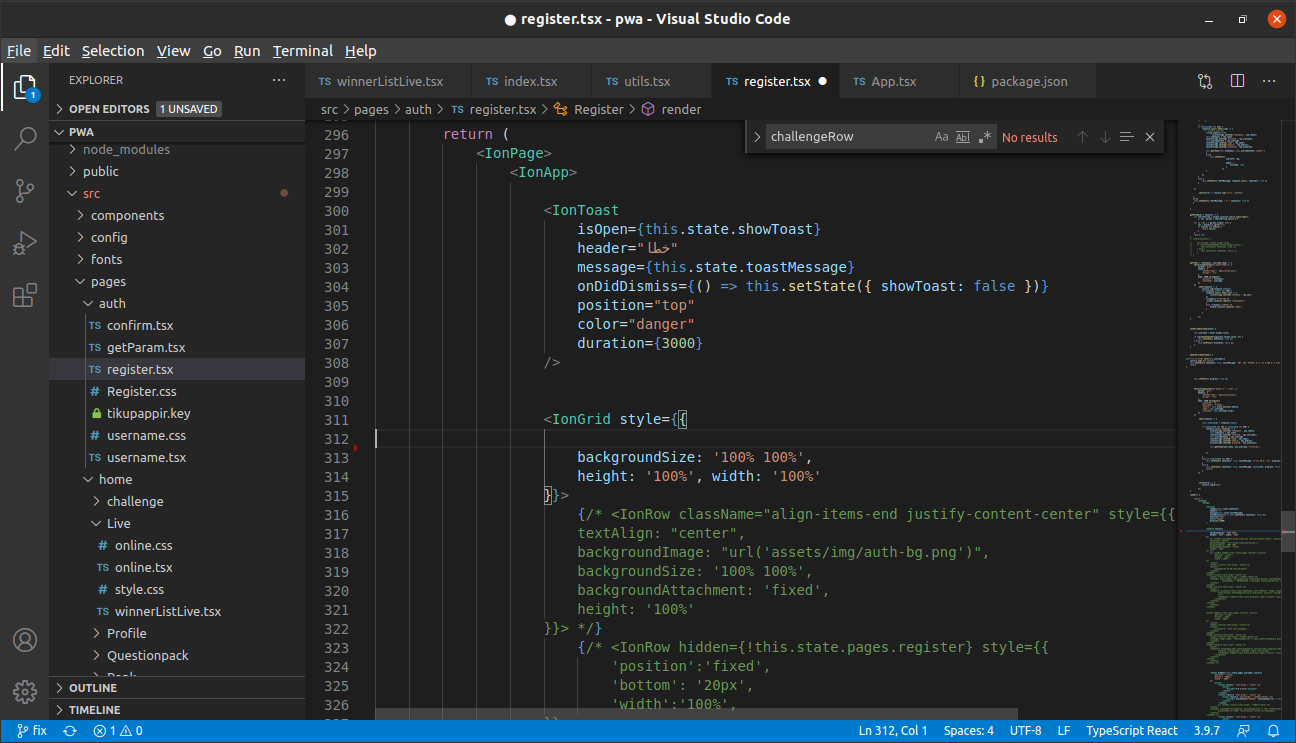 ● register.tsx - pwa - Visual Studio Code
File Edit Selection View Go Run Terminal Help
EXPLORER ···
OPEN EDITORS 1 UNSAVED
PWA
node_modules
public
src
components
config
fonts
pages
auth
TS confirm.tsx
TS getParam.tsx
TS register.tsx
# Register.css
tikupappir.key
# username.css
TS username.tsx
home
challenge
Live
# online.css
TS online.tsx
# style.css
TS winnerListLive.tsx
Profile
Questionpack
OUTLINE
TIMELINE
TS winnerListLive.tsx TS index.tsx TS utils.tsx TS register.tsx ● TS App.tsx {} package.json ···
src > pages > auth > TS register.tsx > Register > render
challengeRow Aa Abl .* No results
296 return (
297 <IonPage>
298 <IonApp>
299
300 <IonToast
301 isOpen={this.state.showToast}
302 header="خطا"
303 message={this.state.toastMessage}
304 onDidDismiss={() => this.setState({ showToast: false })}
305 position="top"
306 color="danger"
307 duration={3000}
308 />
309
310
311 <IonGrid style={{
312
313 backgroundSize: '100% 100%',
314 height: '100%', width: '100%'
315 }}>
316 {/* <IonRow className="align-items-end justify-content-center" style={{
317 textAlign: "center",
318 backgroundImage: "url('assets/img/auth-bg.png')",
319 backgroundSize: '100% 100%',
320 backgroundAttachment: 'fixed',
321 height: '100%'
322 }}> */}
323 {/* <IonRow hidden={!this.state.pages.register} style={{
324 'position':'fixed',
325 'bottom': '20px',
326 'width':'100%',
1
fix 1 0 Ln 312, Col 1 Spaces: 4 UTF-8 LF TypeScript React 3.9.7